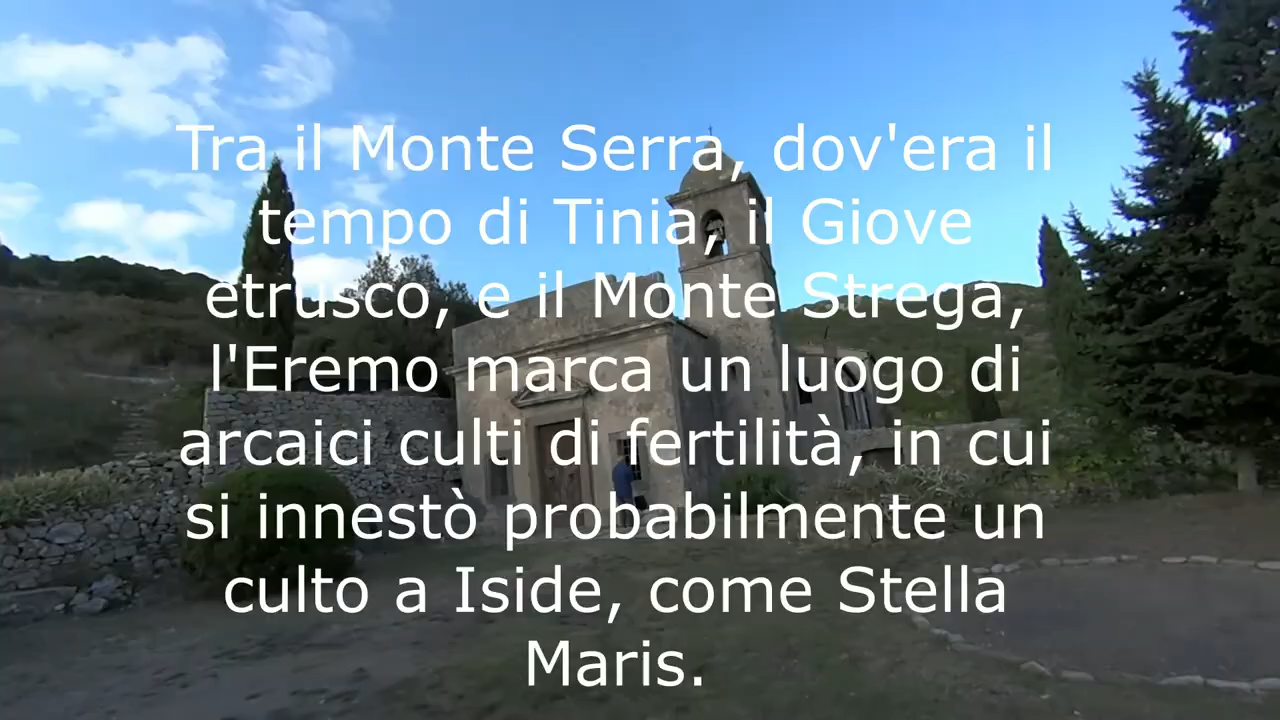 Tra il Monte Serra, dov'era il
tempo di Tinia, il Giove
etrusco, e il Monte Strega,
l'Eremo marca un luogo di
arcaici culti di fertilità, in cui
si innestò probabilmente un
culto a Iside, come Stella
Maris.